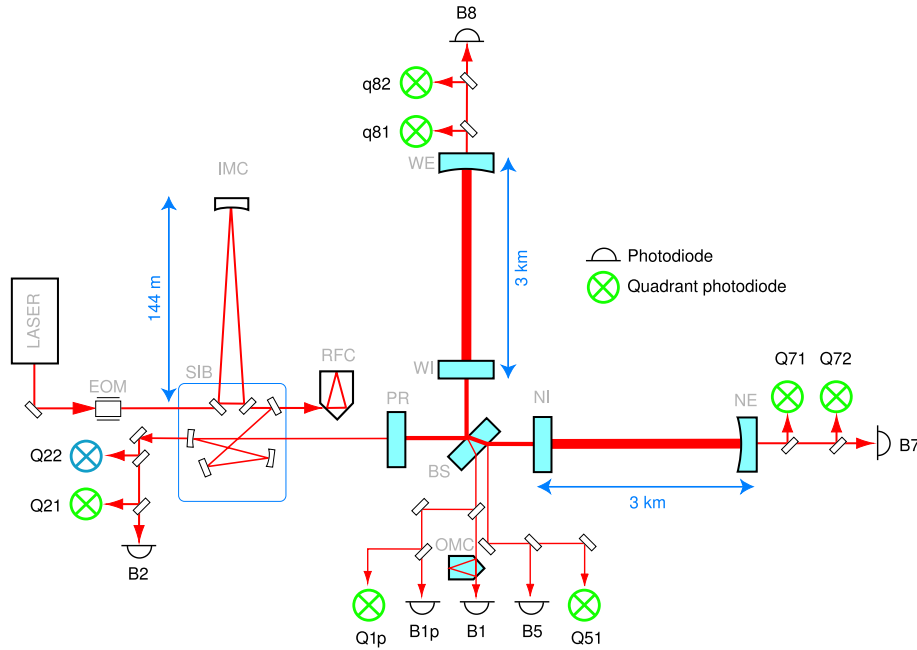 B8
q82
q81
WE
IMC
144 m
3 km
Photodiode
Quadrant photodiode
LASER
EOM
SIB
RFC
WI
PR
NI
NE
Q71
Q72
B7
BS
3 km
Q22
Q21
B2
OMC
Q1p
B1p
B1
B5
Q51